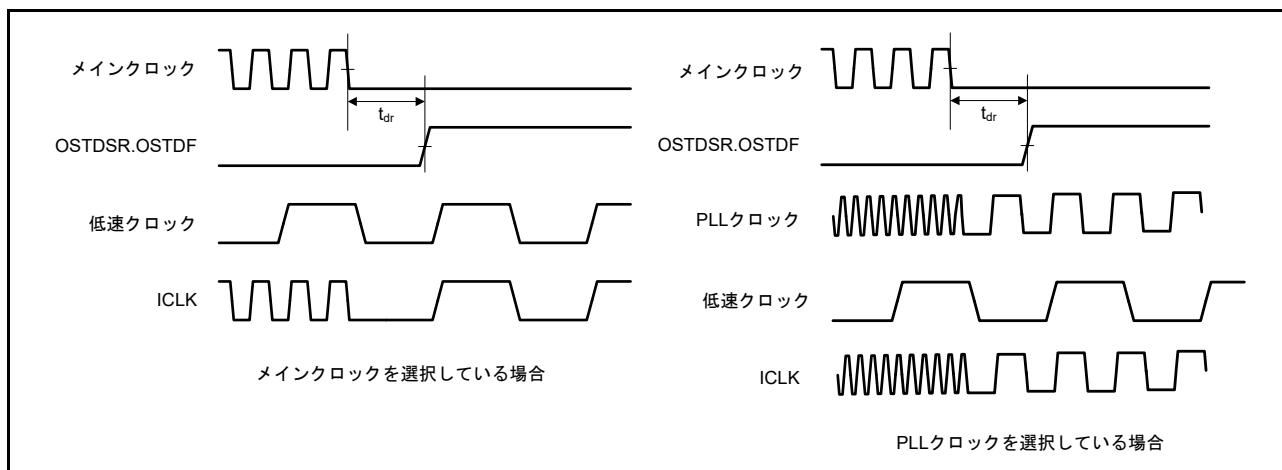 メインクロック
tdr
OSTDSR.OSTDF
低速クロック
ICLK
メインクロックを選択している場合
メインクロック
tdr
OSTDSR.OSTDF
PLLクロック
低速クロック
ICLK
PLLクロックを選択している場合